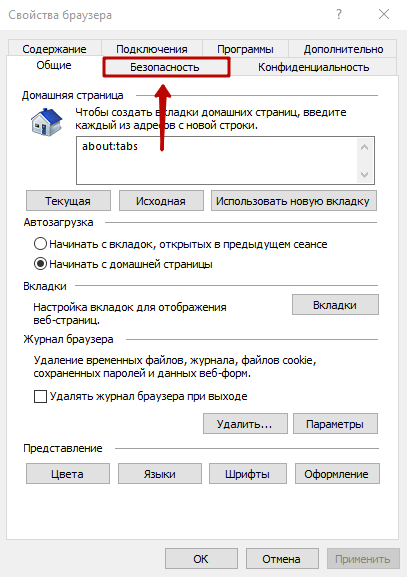 Свойства браузера
Содержание Подключения Программы Дополнительно
Общие Безопасность Конфиденциальность
Домашняя страница
Чтобы создать вкладки домашних страниц, введите
каждый из адресов с новой строки.
about:tabs
Текущая Исходная Использовать новую вкладку
Автозагрузка
Начинать с вкладок, открытых в предыдущем сеансе
Начинать с домашней страницы
Вкладки
Настройка вкладок для отображения
веб-страниц.
Вкладки
Журнал браузера
Удаление временных файлов, журнала, файлов cookie,
сохраненных паролей и данных веб-форм.
Удалять журнал браузера при выходе
Удалить... Параметры
Представление
Цвета Языки Шрифты Оформление
ОК Отмена Применить